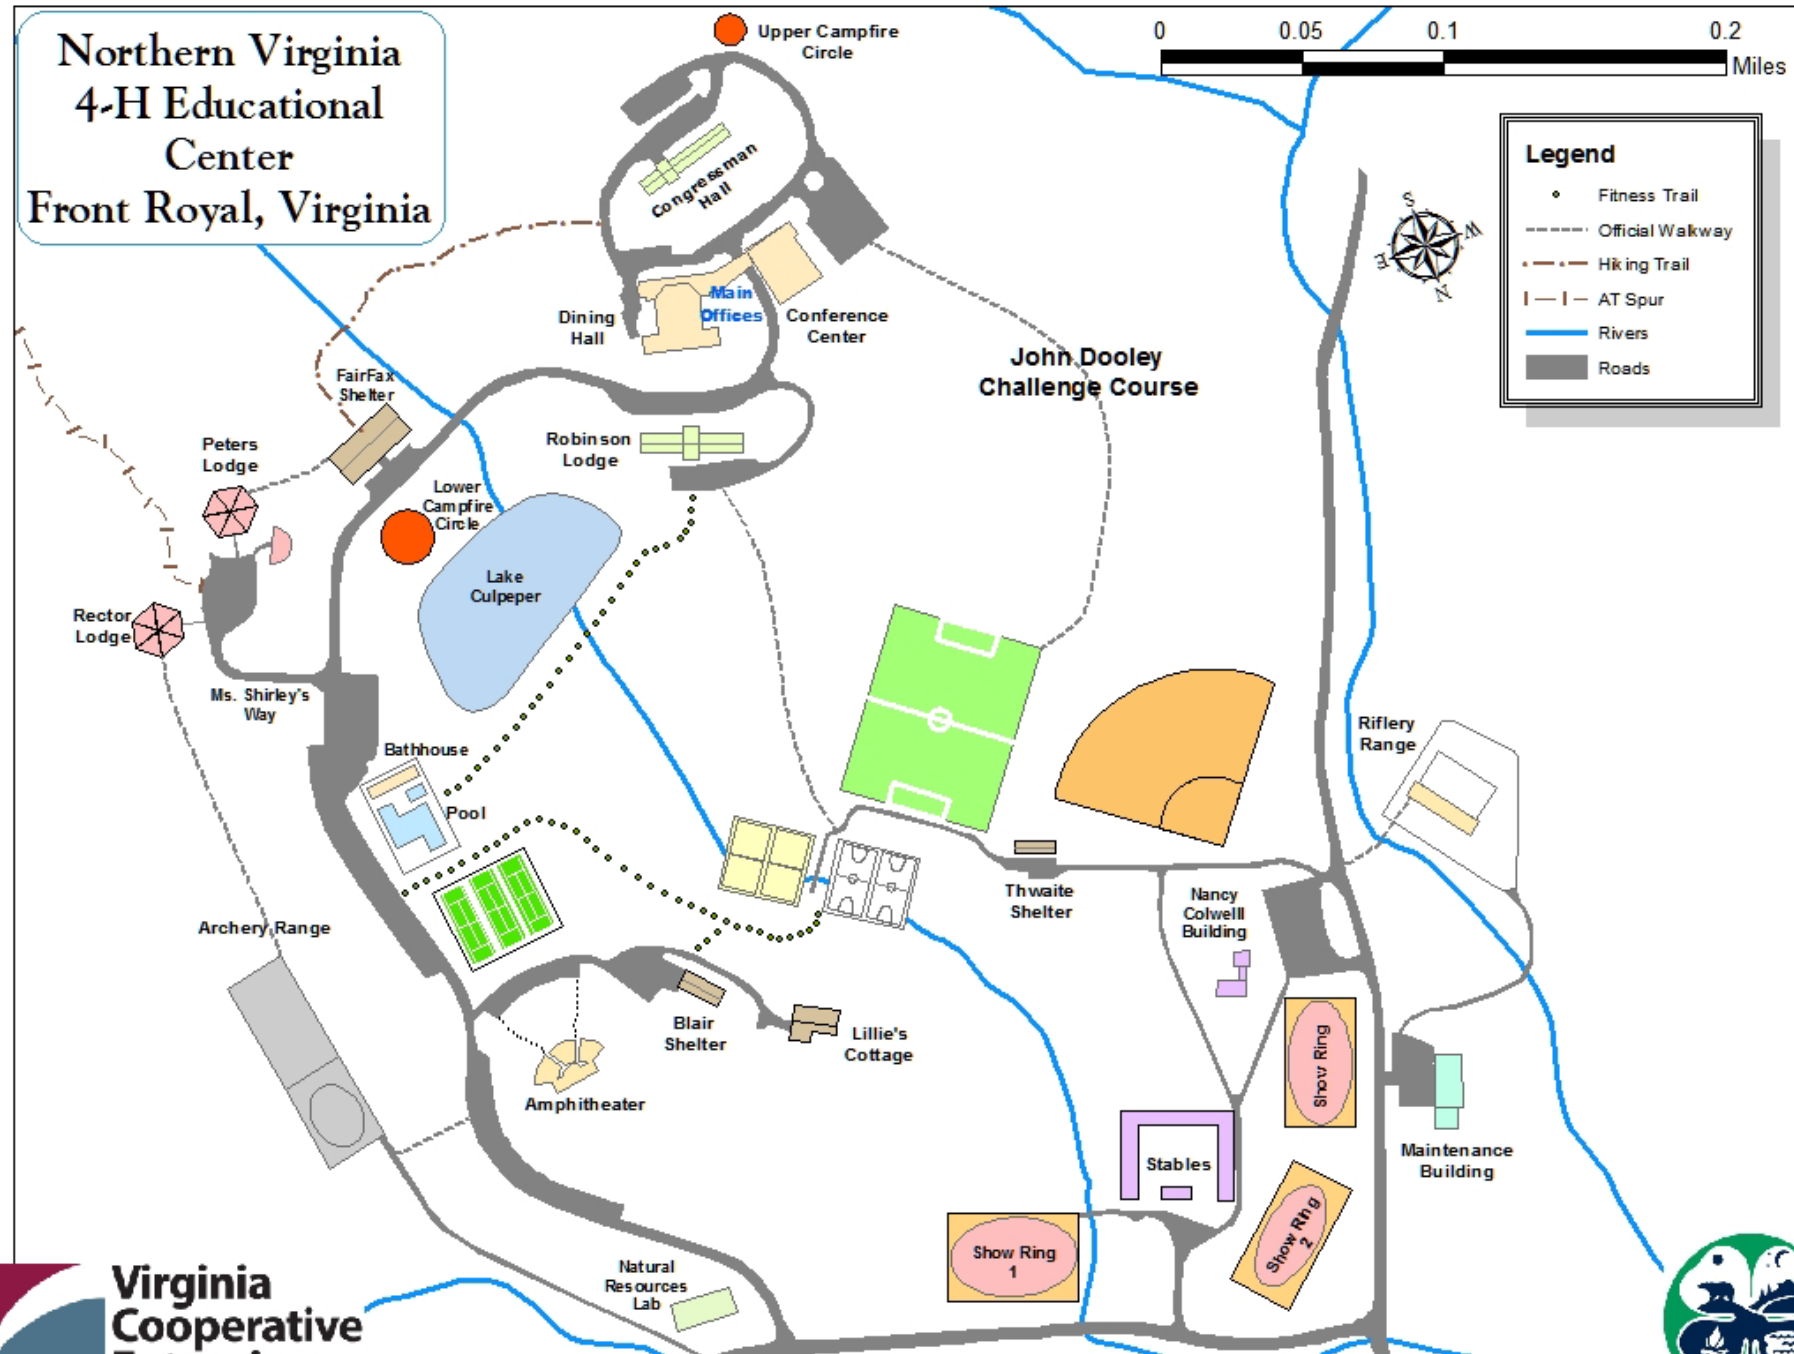 Northern Virginia
4-H Educational
Center
Front Royal, Virginia
Upper Campfire
Circle
0
0.05
0.1
0.2
Miles
Legend
Fitness Trail
Official Walkway
Hiking Trail
AT Spur
Rivers
Roads
S
W
E
N
Congressman
Hall
Main
Offices
Dining
Hall
Conference
Center
John Dooley
Challenge Course
FairFax
Shelter
Peters
Lodge
Robinson
Lodge
Lower
Campfire
Circle
Lake
Culpeper
Rector
Lodge
Ms. Shirley's
Way
Bathhouse
Pool
Riflery
Range
Archery Range
Thwaite
Shelter
Nancy
Colwelll
Building
Blair
Shelter
Lillie's
Cottage
Amphitheater
Show Ring
Maintenance
Building
Stables
Show Ring
1
Show Ring
2
Natural
Resources
Lab
Virginia
Cooperative